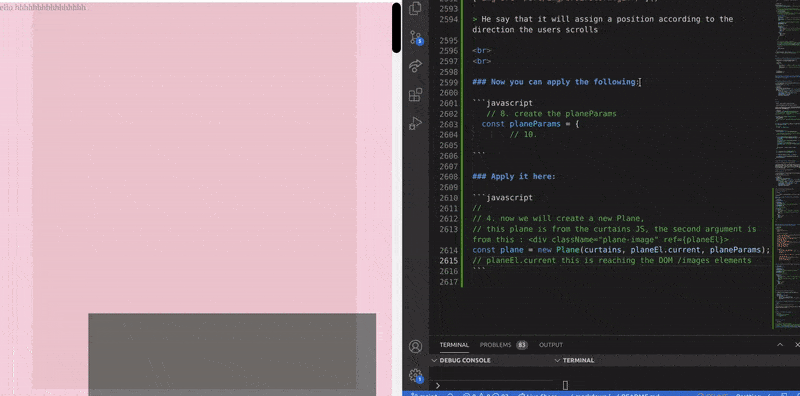 ello hhhhhhhhhhhhhhhh
2593
2594 > He say that it will assign a position according to the
direction the users scrolls
2595
2596 <br>
2597 <br>
2598
2599 ### Now you can apply the following:
2600
2601 ```javascript
2602 // 8. create the planeParams
2603 const planeParams = {
2604 // 10.
2605
2606 ```
2607
2608 ### Apply it here:
2609
2610 ```javascript
2611 //
2612 // 4. now we will create a new Plane,
2613 // this plane is from the curtains JS, the second argument is
from this : <div className="plane-image" ref={planeEl}>
2614 const plane = new Plane(curtains, planeEl.current, planeParams);
2615 // planeEl.current this is reaching the DOM /images elements
2616 ```
2617
TERMINAL PROBLEMS 83 OUTPUT
DEBUG CONSOLE TERMINAL